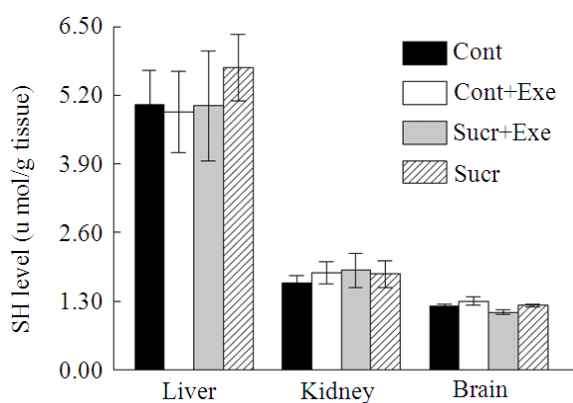 6.50
5.20
3.90
2.60
1.30
0.00
SH level (u mol/g tissue)
Cont
Cont+Exe
Sucr+Exe
Sucr
Liver
Kidney
Brain